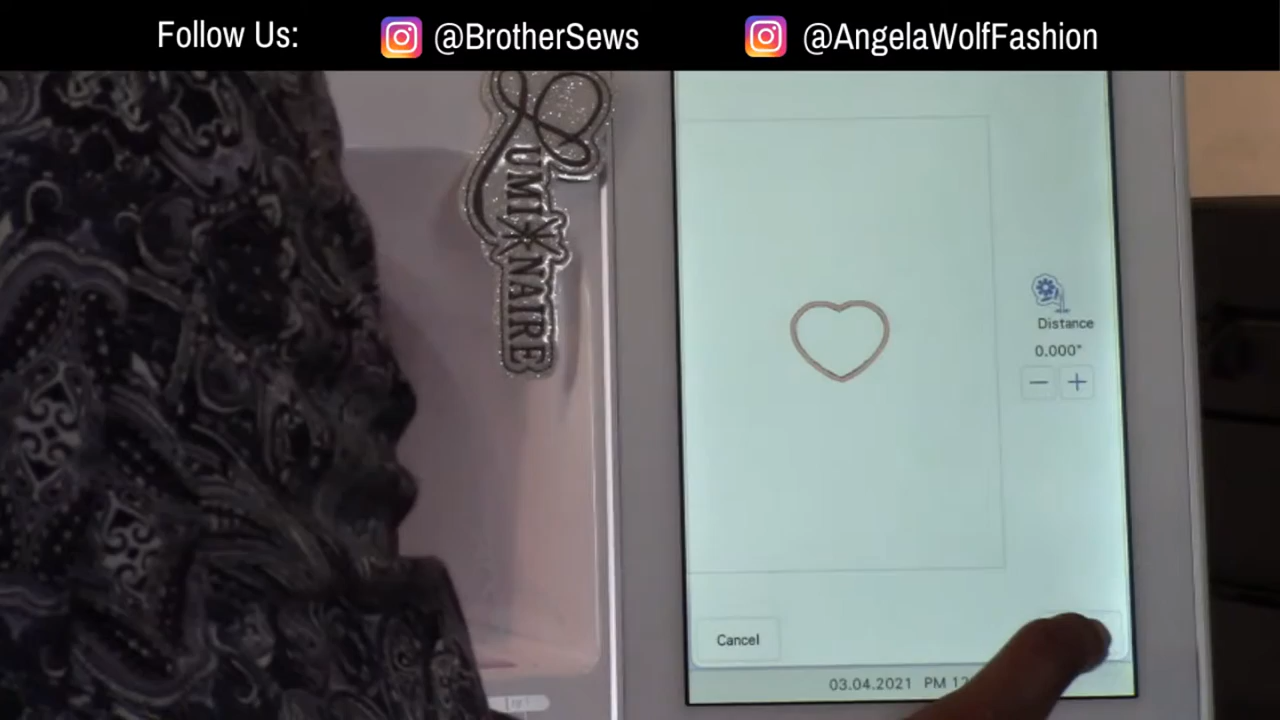 Follow Us: @BrotherSews @AngelaWolfFashion
LUMINAIRE
Distance
0.000"
Cancel
03.04.2021 PM